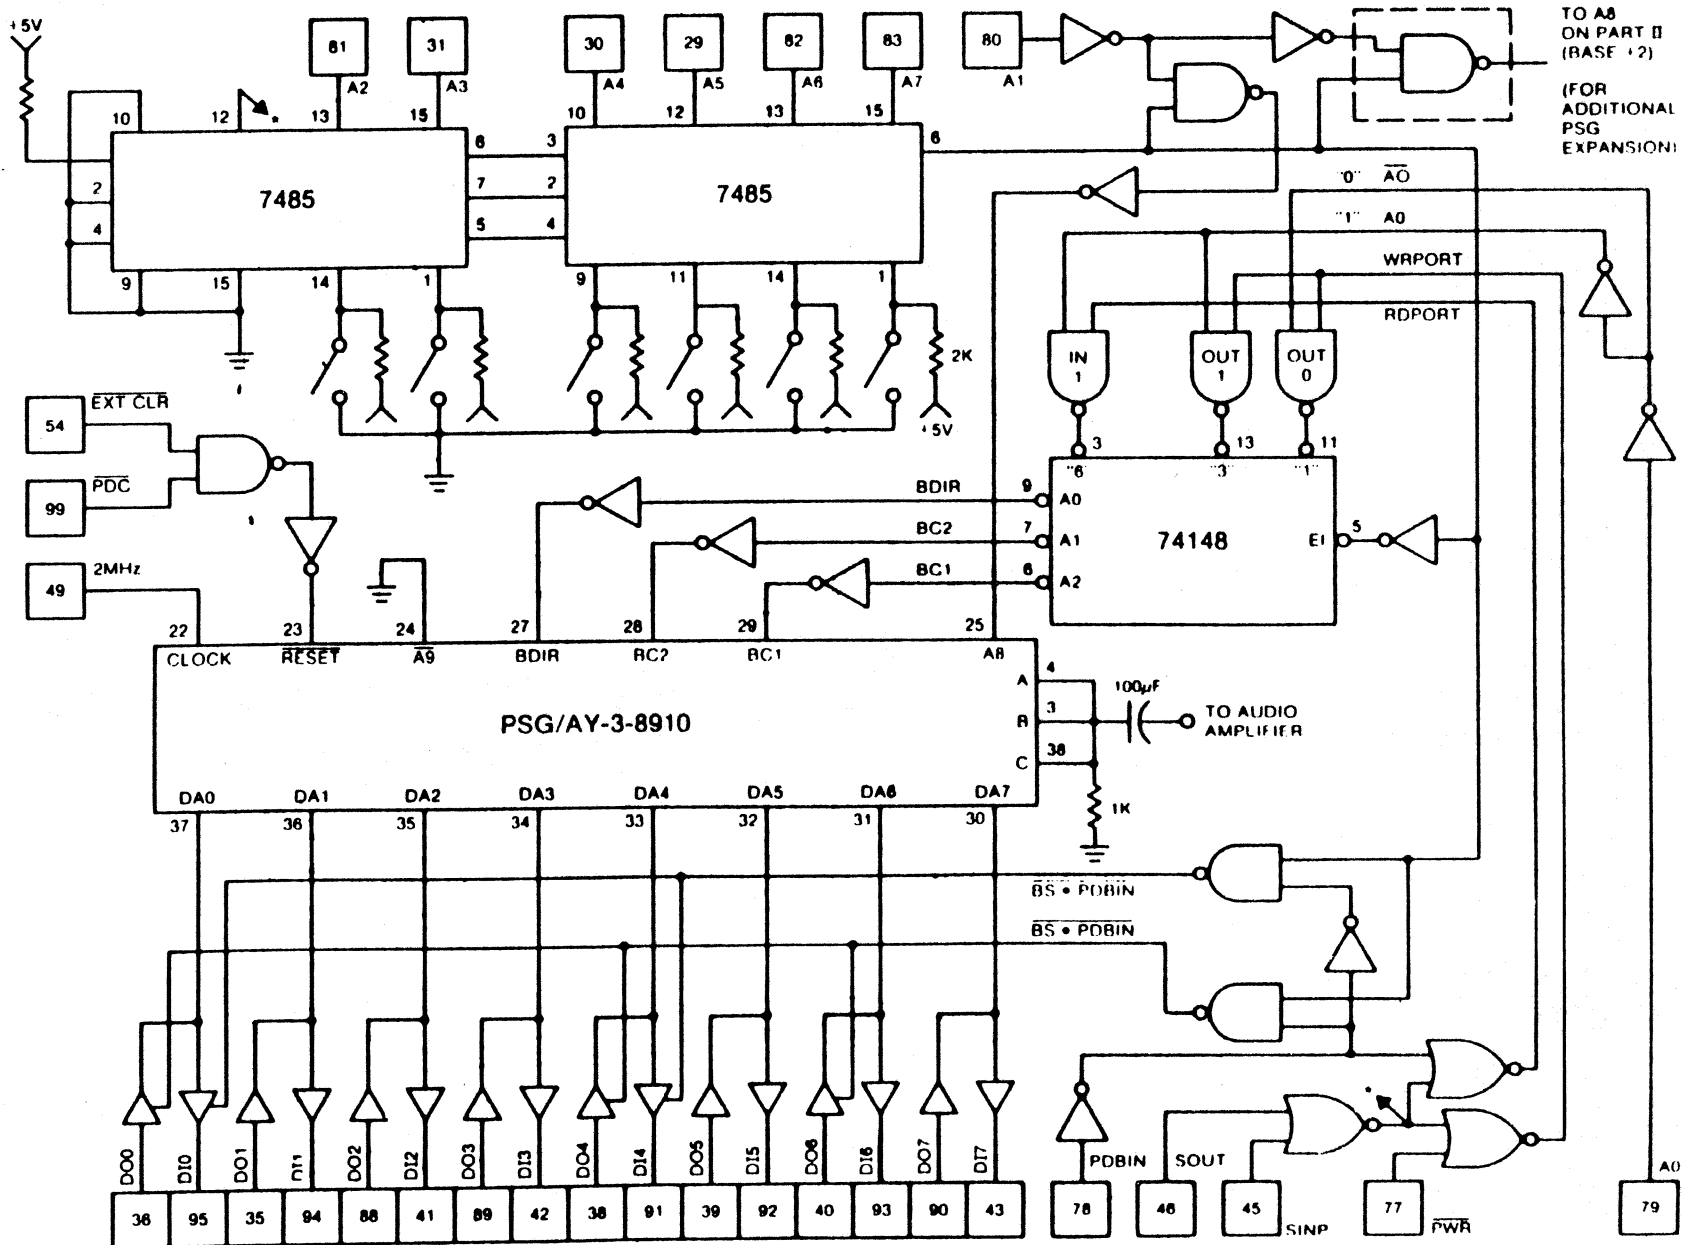 +5V
81
31
30
29
82
83
80
A2
A3
A4
A5
A6
A7
A1
TO A8
ON PART II
(BASE +2)
(FOR
ADDITIONAL
PSG
EXPANSION)
10
12
*
13
15
10
12
13
15
6
3
6
7485
7485
2
7
2
4
5
4
9
15
14
1
9
11
14
1
"0" A̅O̅
"1" A0
WRPORT
RDPORT
2K
+5V
IN
1
OUT
1
OUT
0
54
EXT CLR
99
PDC
49
2MHz
3
13
11
"6
"3"
"1"
BDIR
9
A0
BC2
7
A1
74148
EI
5
BC1
6
A2
22
23
24
27
28
29
25
CLOCK
RESET
A9
BDIR
BC2
BC1
A8
PSG/AY-3-8910
A
4
B
3
C
38
100µF
TO AUDIO
AMPLIFIER
1K
DA0
DA1
DA2
DA3
DA4
DA5
DA6
DA7
37
36
35
34
33
32
31
30
BS • PDBIN
BS • PDBIN
*
DO0
DI0
DO1
DI1
DO2
DI2
DO3
DI3
DO4
DI4
DO5
DI5
DO6
DI6
DO7
DI7
PDBIN
SOUT
A0
36
95
35
94
88
41
89
42
38
91
39
92
40
93
90
43
78
46
45
SINP
77
PWR
79